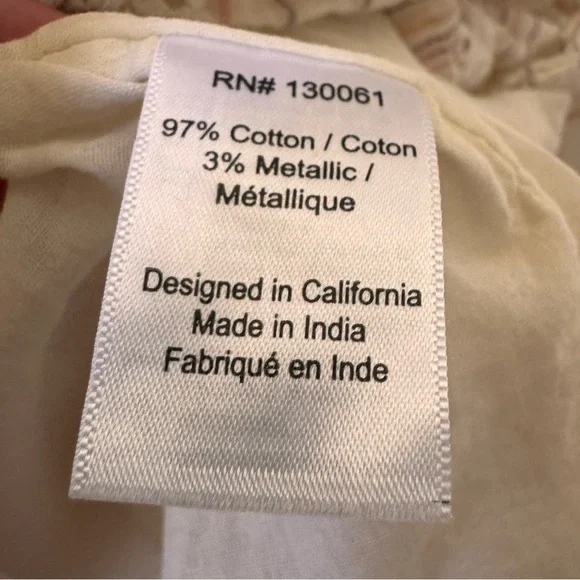 RN# 130061
97% Cotton / Coton
3% Metallic /
Métallique
Designed in California
Made in India
Fabriqué en Inde